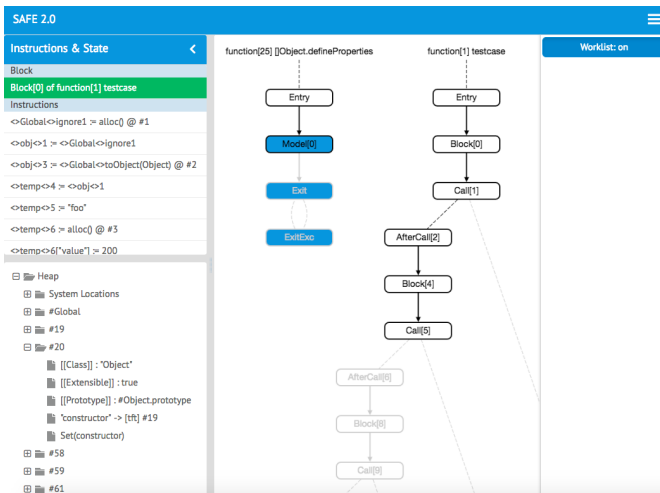 SAFE 2.0
Instructions & State
Block
Block[0] of function[1] testcase
Instructions
<>Global<>ignore1 := alloc() @ #1
<>obj<>1 := <>Global<>ignore1
<>obj<>3 := <>Global<>toObject(Object) @ #2
<>temp<>4 := <>obj<>1
<>temp<>5 := "foo"
<>temp<>6 := alloc() @ #3
<>temp<>6["value"] := 200
Heap
System Locations
#Global
#19
#20
[[Class]] : "Object"
[[Extensible]] : true
[[Prototype]] : #Object.prototype
"constructor" -> [tft] #19
Set(constructor)
#58
#59
#61
function[25] []Object.defineProperties
Entry
Model[0]
Exit
ExitExc
function[1] testcase
Entry
Block[0]
Call[1]
AfterCall[2]
Block[4]
Call[5]
AfterCall[6]
Block[8]
Call[9]
Worklist: on